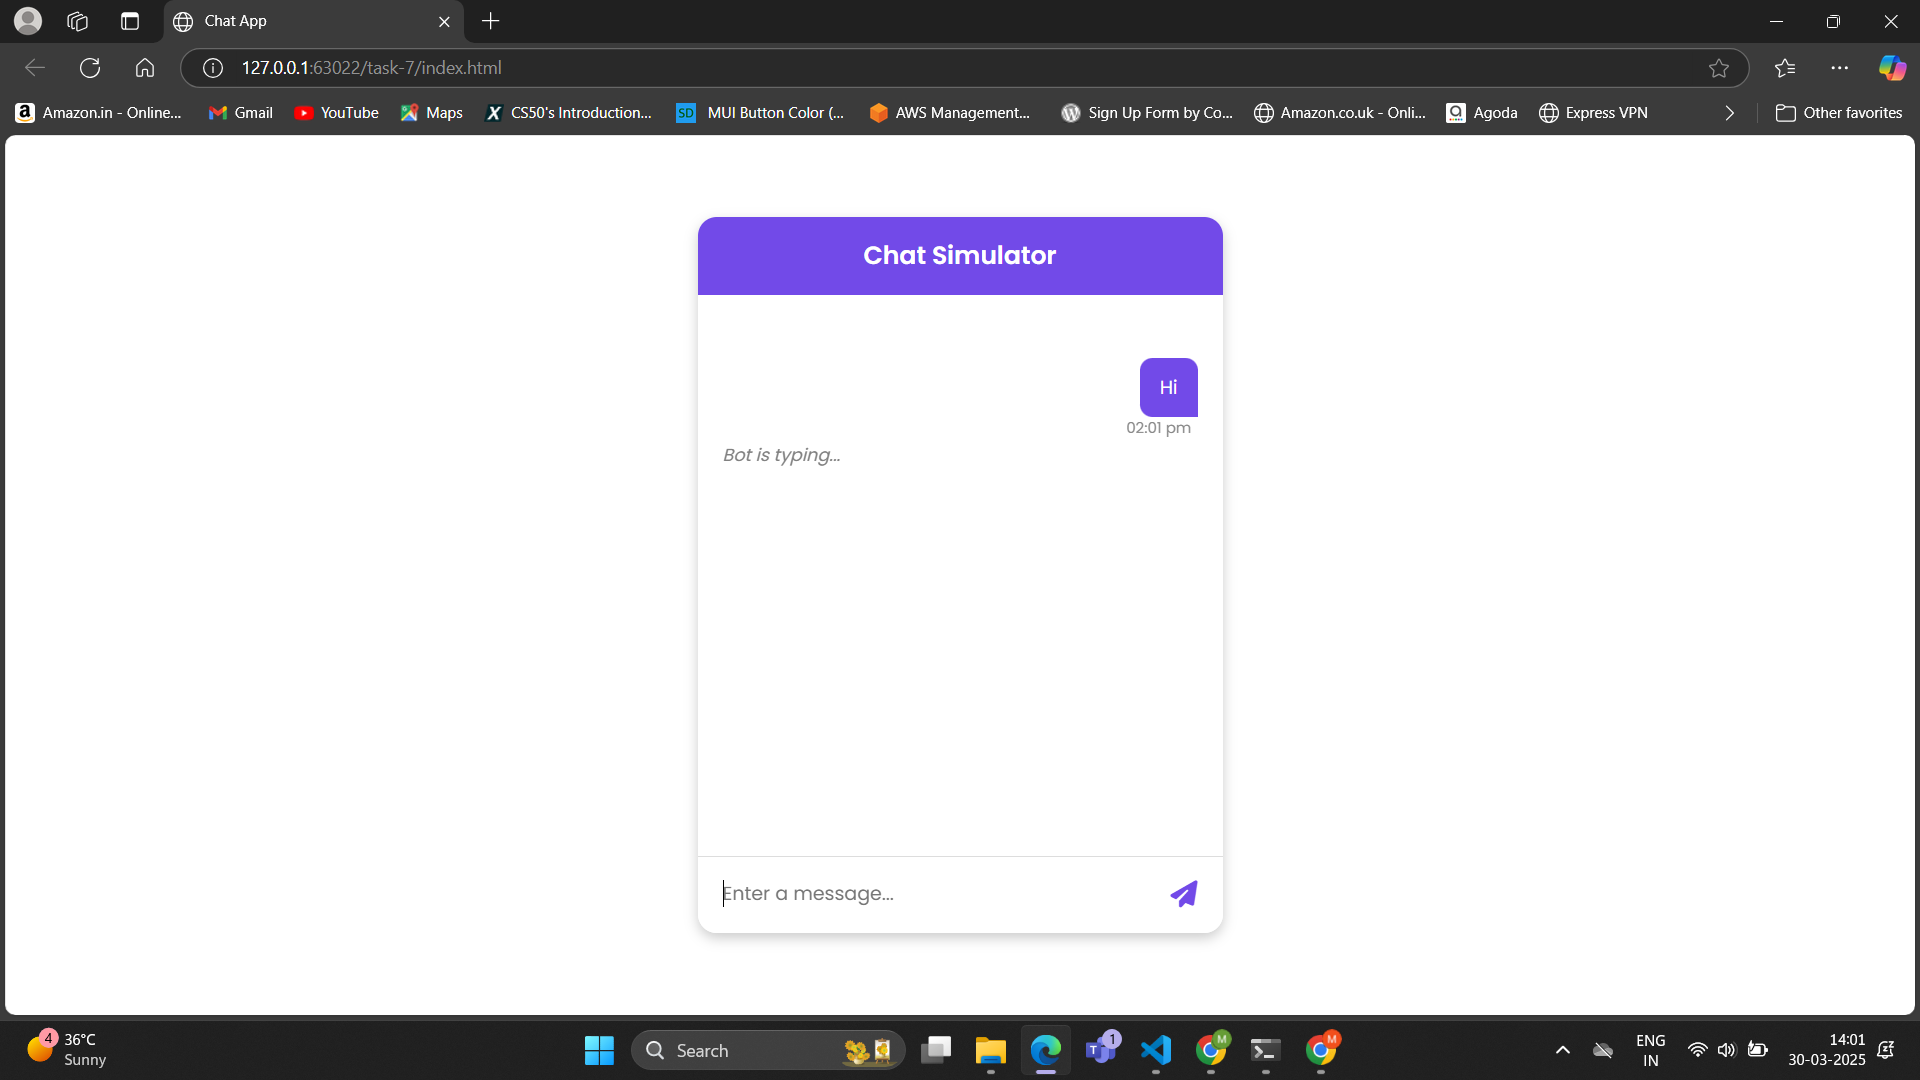 Chat App
127.0.0.1:63022/task-7/index.html
Amazon.in - Online...
Gmail
YouTube
Maps
CS50's Introduction...
SD
MUI Button Color (...
AWS Management...
Sign Up Form by Co...
Amazon.co.uk - Onli...
Agoda
Express VPN
Other favorites
Chat Simulator
Hi
02:01 pm
Bot is typing...
Enter a message...
4
36°C
Sunny
Search
1
M
M
ENG
IN
14:01
30-03-2025